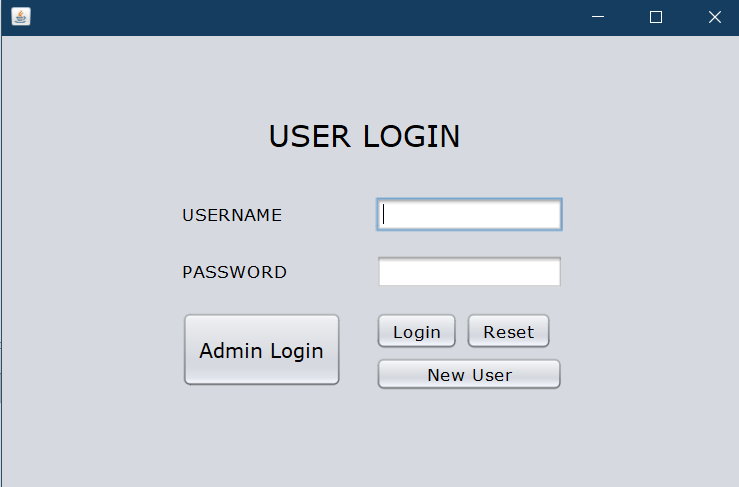 USER LOGIN
USERNAME
PASSWORD
Admin Login
Login
Reset
New User